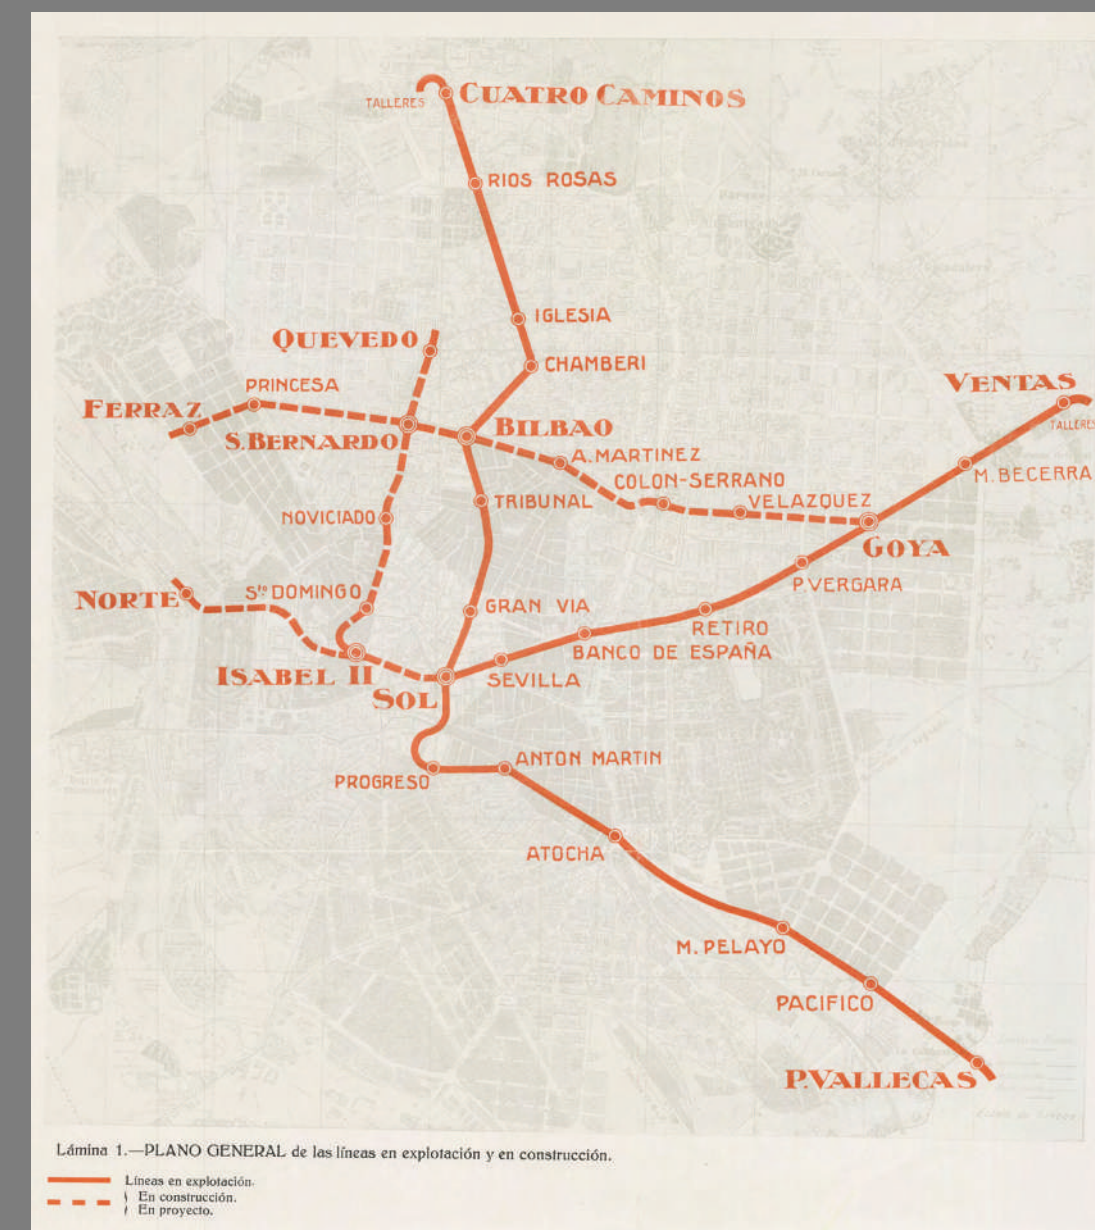 CUATRO CAMINOS
TALLERES
RIOS ROSAS
IGLESIA
QUEVEDO
CHAMBERI
PRINCESA
VENTAS
FERRAZ
TALLERES
BILBAO
S. BERNARDO
A. MARTINEZ
M. BECERRA
COLON-SERRANO
TRIBUNAL
VELAZQUEZ
NOVICIADO
GOYA
P. VERGARA
STO DOMINGO
NORTE
GRAN VIA
RETIRO
BANCO DE ESPAÑA
ISABEL II
SEVILLA
SOL
ANTON MARTIN
PROGRESO
ATOCHA
M. PELAYO
PACIFICO
P. VALLECAS
Lámina 1.—PLANO GENERAL de las líneas en explotación y en construcción.
Líneas en explotación.
En construcción.
En proyecto.